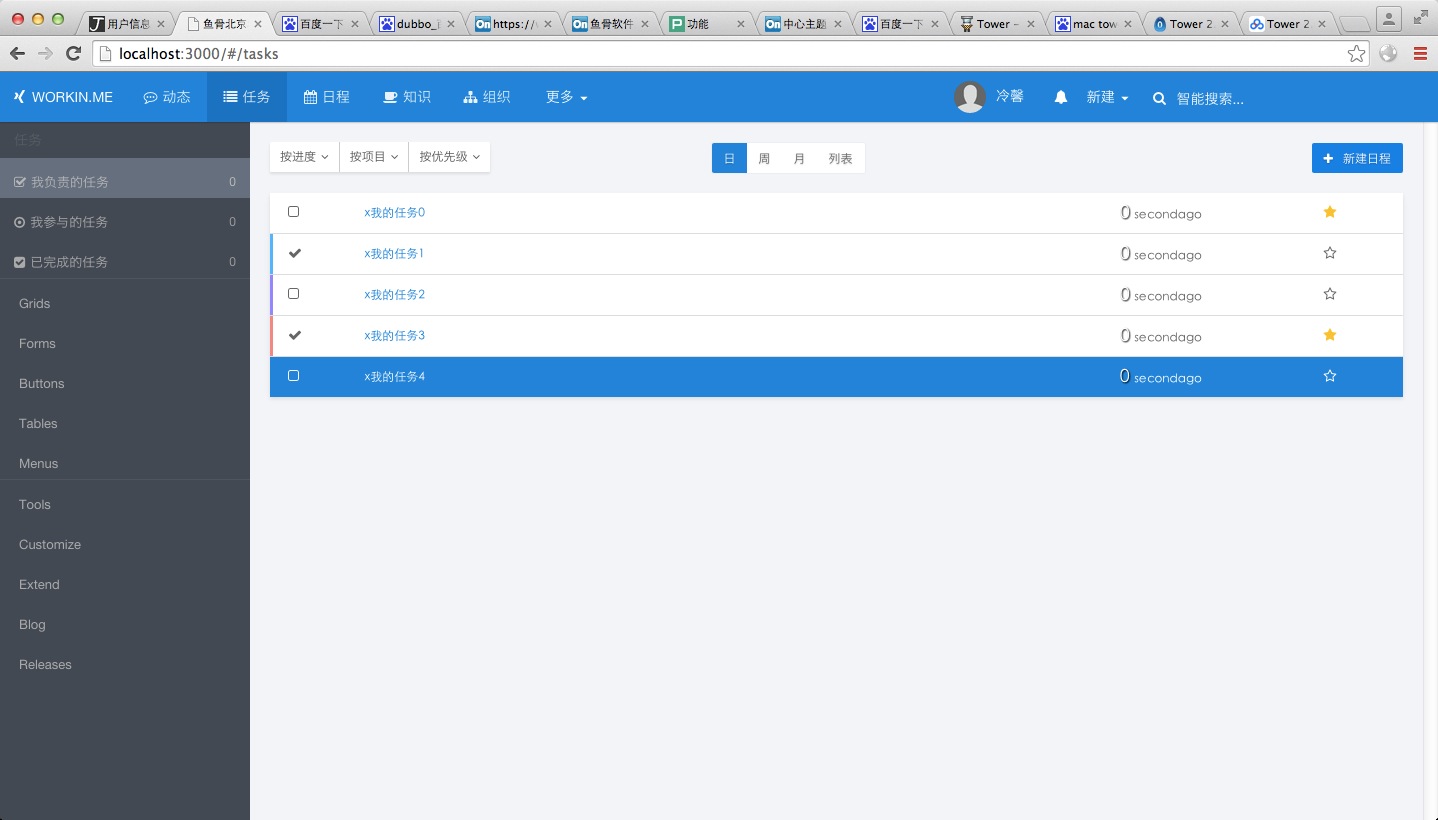 用户信息
鱼骨北京
百度一下
dubbo_
https://
鱼骨软件
功能
中心主题
百度一下
Tower –
mac tow
Tower 2
Tower 2
localhost:3000/#/tasks
WORKIN.ME 动态 任务 日程 知识 组织 更多 冷馨 新建 智能搜索...
任务
我负责的任务 0
我参与的任务 0
已完成的任务 0
Grids
Forms
Buttons
Tables
Menus
Tools
Customize
Extend
Blog
Releases
按进度 按项目 按优先级 日 周 月 列表 新建日程
x我的任务0 0 secondago
x我的任务1 0 secondago
x我的任务2 0 secondago
x我的任务3 0 secondago
x我的任务4 0 secondago